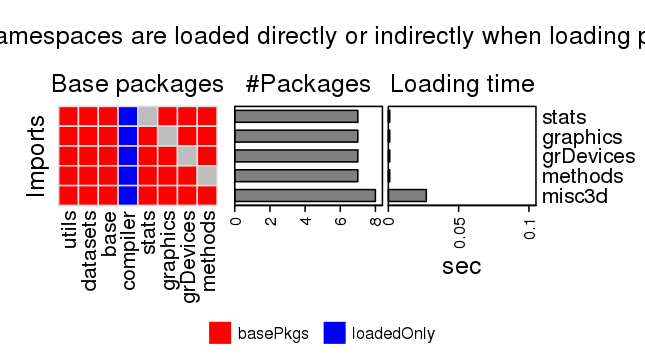 amespaces are loaded directly or indirectly when loading p
Base packages #Packages Loading time
Imports
stats
graphics
grDevices
methods
misc3d
utils
datasets
base
compiler
stats
graphics
grDevices
methods
0 2 4 6 8
0 0.05 0.1
sec
basePkgs loadedOnly